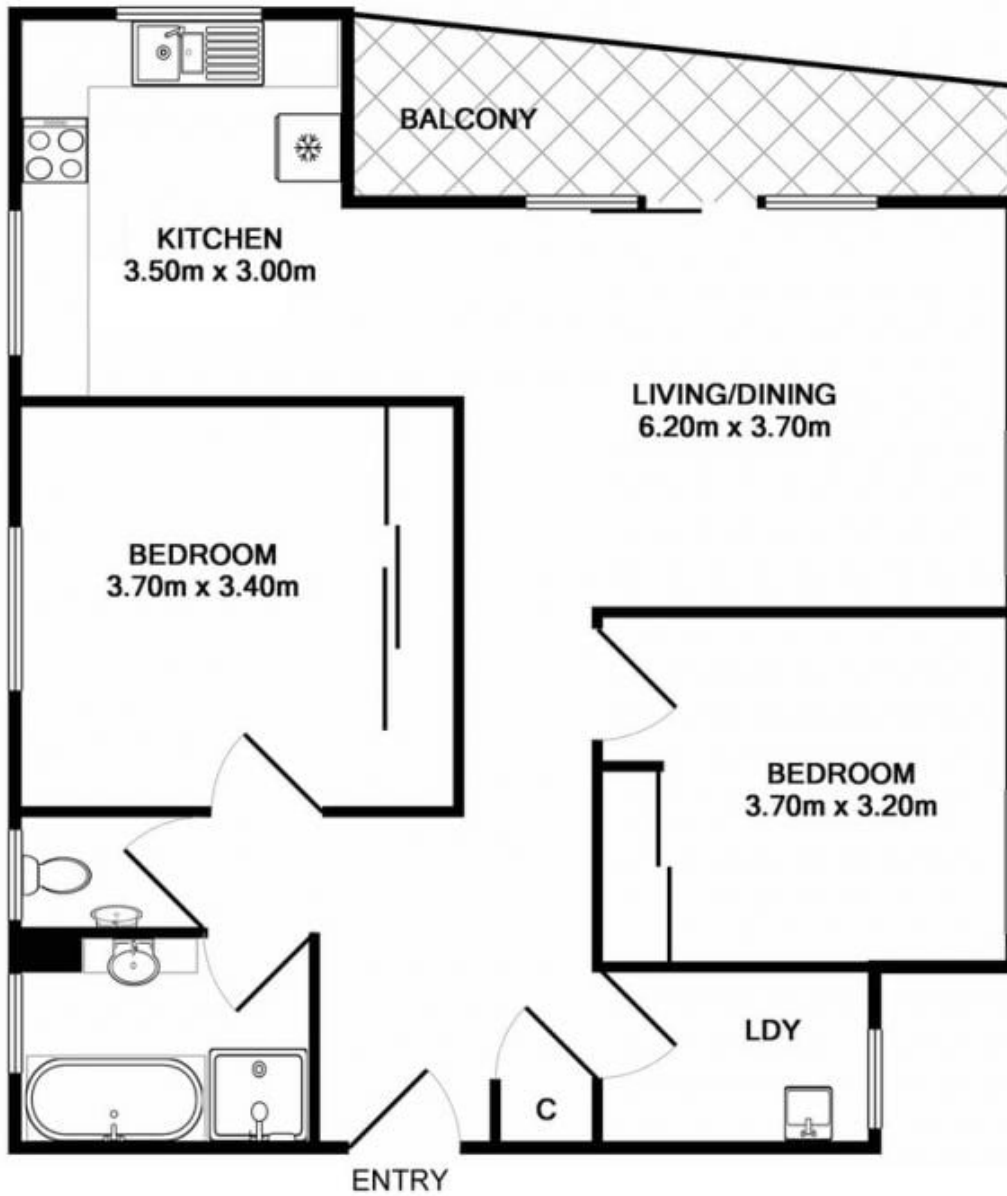 BALCONY
KITCHEN
3.50m x 3.00m
LIVING/DINING
6.20m x 3.70m
BEDROOM
3.70m x 3.40m
BEDROOM
3.70m x 3.20m
LDY
C
ENTRY